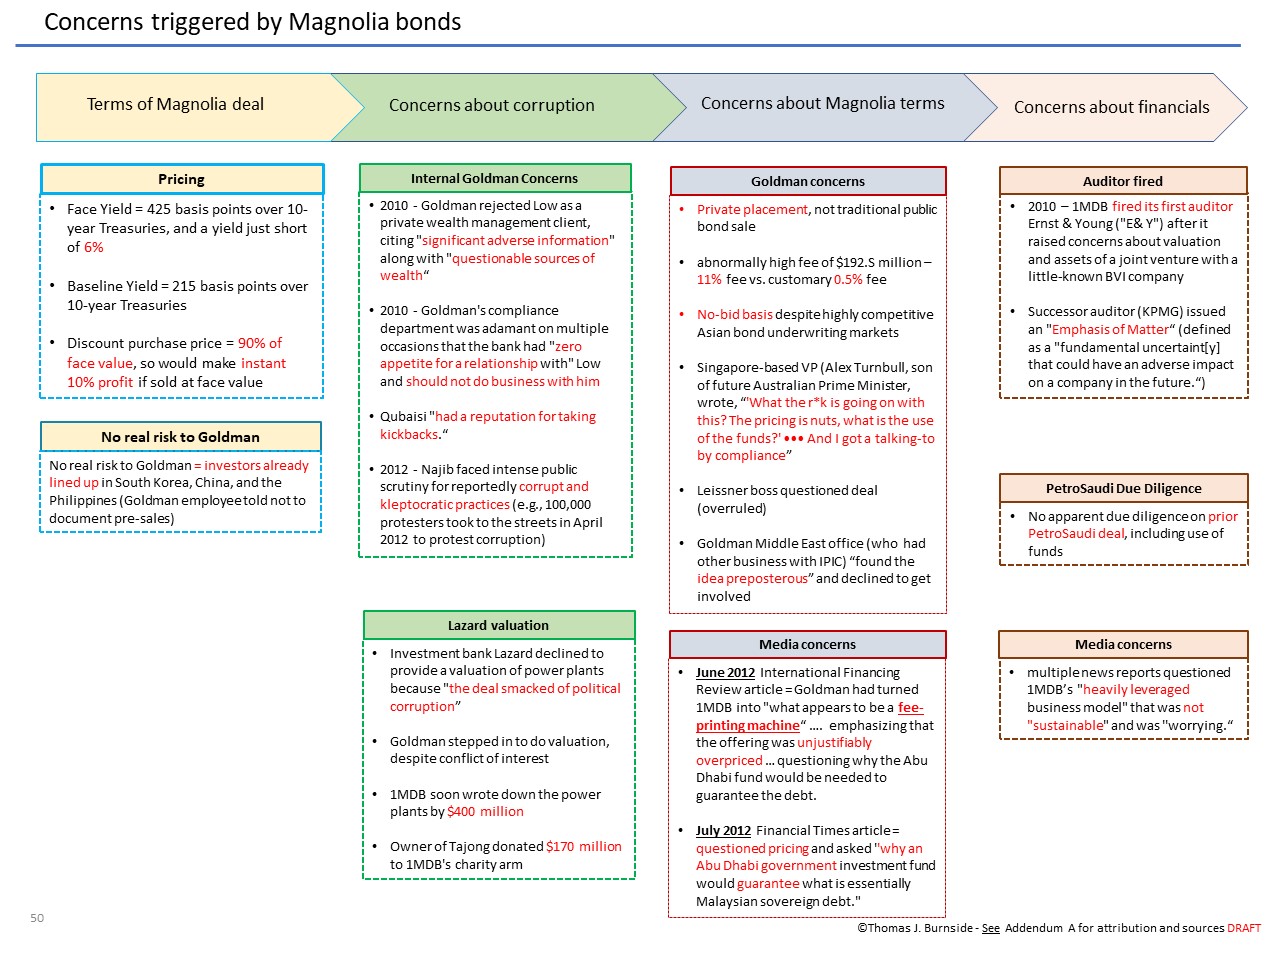 Concerns triggered by Magnolia bonds
Terms of Magnolia deal
Concerns about corruption
Concerns about Magnolia terms
Concerns about financials
Pricing
• Face Yield = 425 basis points over 10-
year Treasuries, and a yield just short
of 6%
• Baseline Yield = 215 basis points over
10-year Treasuries
• Discount purchase price = 90% of
face value, so would make instant
10% profit if sold at face value
No real risk to Goldman
No real risk to Goldman = investors already
lined up in South Korea, China, and the
Philippines (Goldman employee told not to
document pre-sales)
Internal Goldman Concerns
• 2010 - Goldman rejected Low as a
private wealth management client,
citing "significant adverse information"
along with "questionable sources of
wealth“
• 2010 - Goldman's compliance
department was adamant on multiple
occasions that the bank had "zero
appetite for a relationship with" Low
and should not do business with him
• Qubaisi "had a reputation for taking
kickbacks.“
• 2012 - Najib faced intense public
scrutiny for reportedly corrupt and
kleptocratic practices (e.g., 100,000
protesters took to the streets in April
2012 to protest corruption)
Lazard valuation
• Investment bank Lazard declined to
provide a valuation of power plants
because "the deal smacked of political
corruption”
• Goldman stepped in to do valuation,
despite conflict of interest
• 1MDB soon wrote down the power
plants by $400 million
• Owner of Tajong donated $170 million
to 1MDB's charity arm
Goldman concerns
• Private placement, not traditional public
bond sale
• abnormally high fee of $192.S million –
11% fee vs. customary 0.5% fee
• No-bid basis despite highly competitive
Asian bond underwriting markets
• Singapore-based VP (Alex Turnbull, son
of future Australian Prime Minister,
wrote, “'What the r*k is going on with
this? The pricing is nuts, what is the use
of the funds?' ••• And I got a talking-to
by compliance”
• Leissner boss questioned deal
(overruled)
• Goldman Middle East office (who had
other business with IPIC) “found the
idea preposterous” and declined to get
involved
Media concerns
• June 2012 International Financing
Review article = Goldman had turned
1MDB into "what appears to be a fee-
printing machine“ .... emphasizing that
the offering was unjustifiably
overpriced ... questioning why the Abu
Dhabi fund would be needed to
guarantee the debt.
• July 2012 Financial Times article =
questioned pricing and asked "why an
Abu Dhabi government investment fund
would guarantee what is essentially
Malaysian sovereign debt."
Auditor fired
• 2010 – 1MDB fired its first auditor
Ernst & Young ("E& Y") after it
raised concerns about valuation
and assets of a joint venture with a
little-known BVI company
• Successor auditor (KPMG) issued
an "Emphasis of Matter“ (defined
as a "fundamental uncertaint[y]
that could have an adverse impact
on a company in the future.“)
PetroSaudi Due Diligence
• No apparent due diligence on prior
PetroSaudi deal, including use of
funds
Media concerns
• multiple news reports questioned
1MDB’s "heavily leveraged
business model" that was not
"sustainable" and was "worrying.“
50
©Thomas J. Burnside - See Addendum A for attribution and sources DRAFT